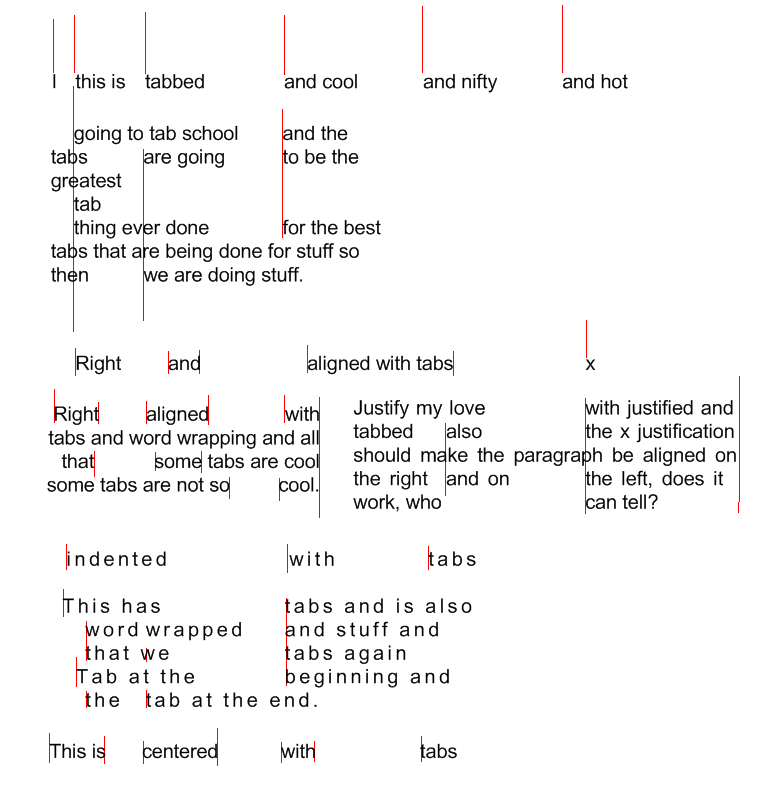 I this is tabbed and cool and nifty and hot
going to tab school and the
tabs are going to be the
greatest
tab
thing ever done for the best
tabs that are being done for stuff so
then we are doing stuff.
Right and aligned with tabs x
Right aligned with
tabs and word wrapping and all
that some tabs are cool
some tabs are not so cool.
Justify my love with justified and
tabbed also the x justification
should make the paragraph be aligned on
the right and on the left, does it
work, who can tell?
indented with tabs
This has tabs and is also
word wrapped and stuff and
that we tabs again
Tab at the beginning and
the tab at the end.
This is centered with tabs